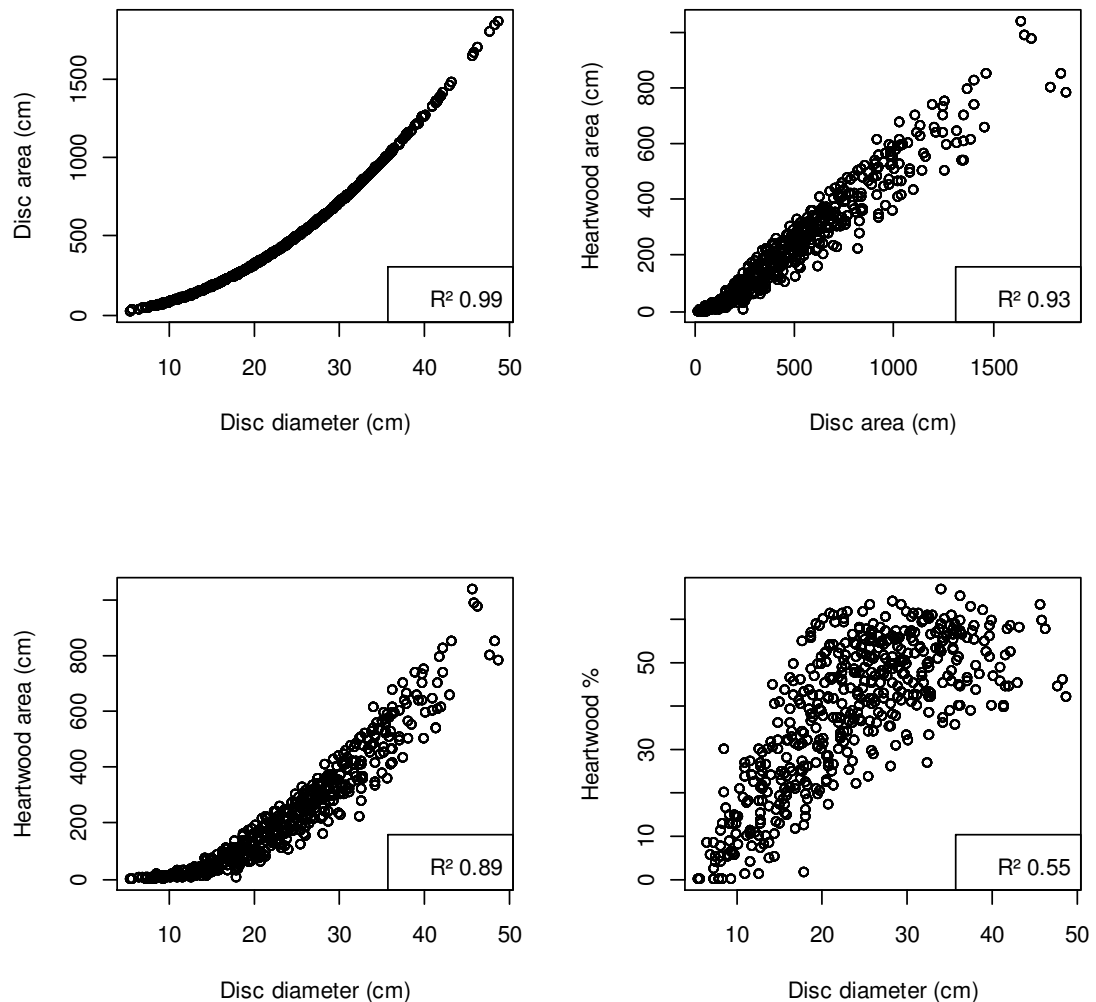 Disc area (cm)
1500
1000
500
0
R² 0.99
10 20 30 40 50
Disc diameter (cm)
Heartwood area (cm)
800
600
400
200
0
R² 0.93
0 500 1000 1500
Disc area (cm)
Heartwood area (cm)
800
600
400
200
0
R² 0.89
10 20 30 40 50
Disc diameter (cm)
Heartwood %
50
30
10
0
R² 0.55
10 20 30 40 50
Disc diameter (cm)